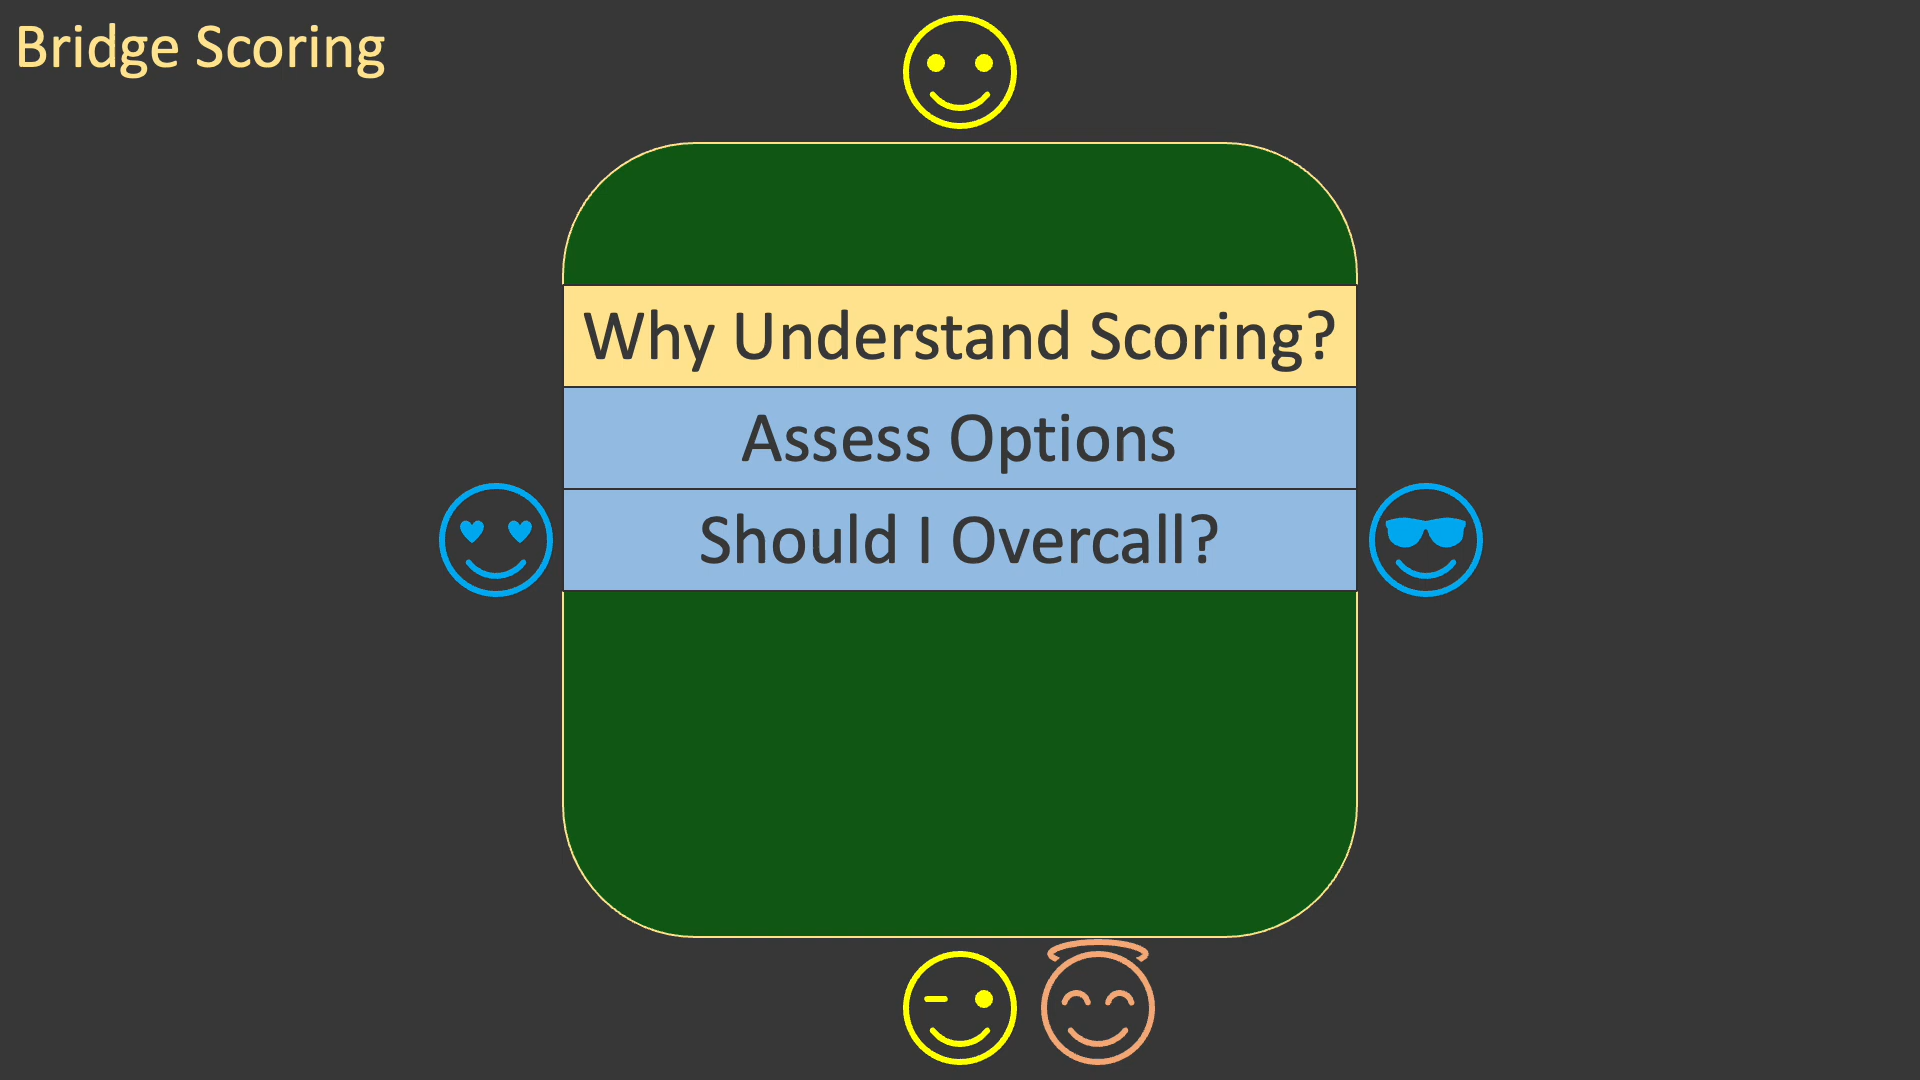 Bridge Scoring
Why Understand Scoring?
Assess Options
Should I Overcall?